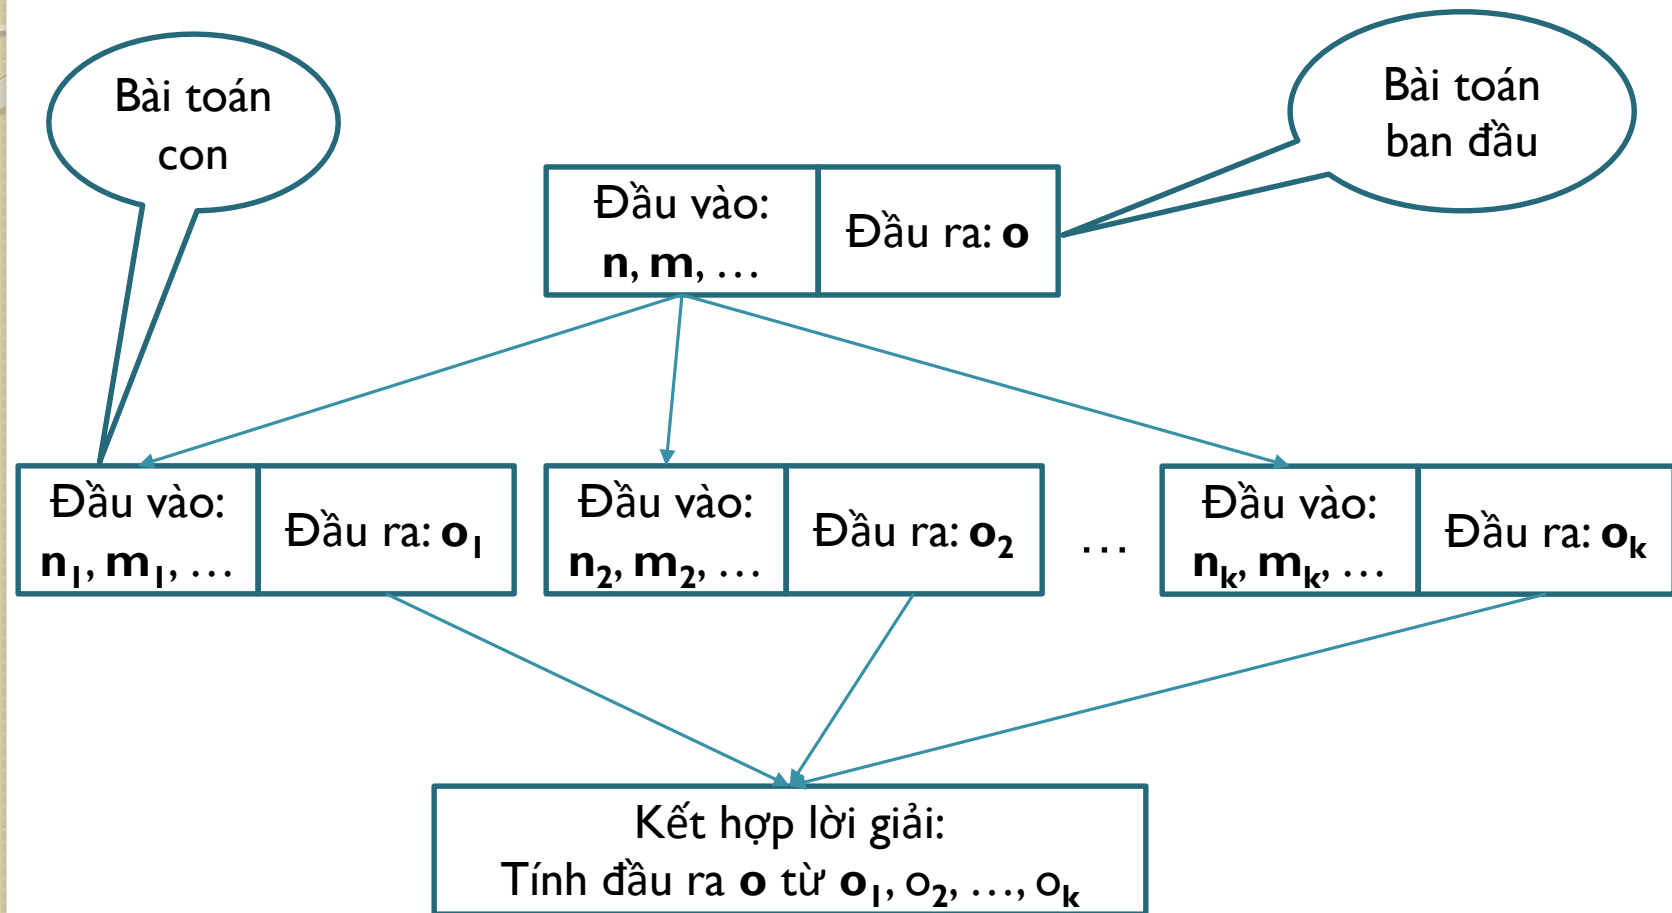 Bài toán
con
Bài toán
ban đầu
Đầu vào:
n, m, …
Đầu ra: o
Đầu vào:
n₁, m₁, …
Đầu ra: o₁
Đầu vào:
n₂, m₂, …
Đầu ra: o₂
…
Đầu vào:
nₖ, mₖ, …
Đầu ra: oₖ
Kết hợp lời giải:
Tính đầu ra o từ o₁, o₂, …, oₖ